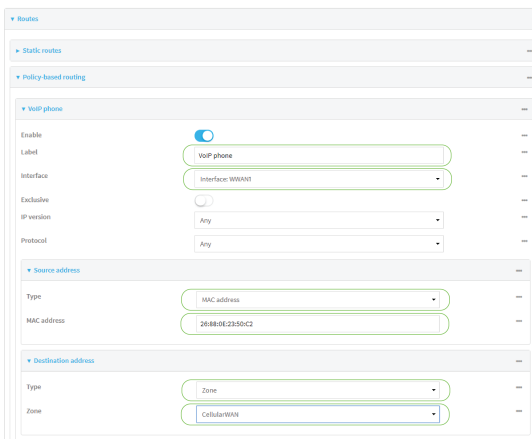 Routes
Static routes
Policy-based routing
VoIP phone
Enable
Label VoIP phone
Interface Interface: WWAN1
Exclusive
IP version Any
Protocol Any
Source address
Type MAC address
MAC address 26:88:0E:23:50:C2
Destination address
Type Zone
Zone CellularWAN